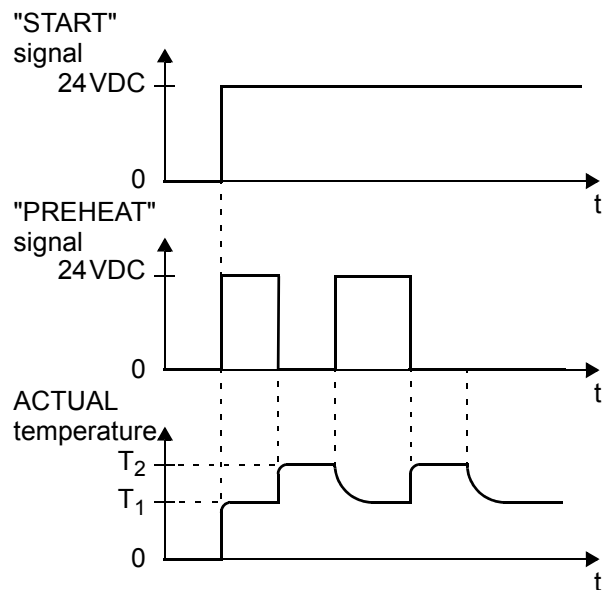 "START"
signal
24VDC
0
t
"PREHEAT"
signal
24VDC
0
t
ACTUAL
temperature
T2
T1
0
t